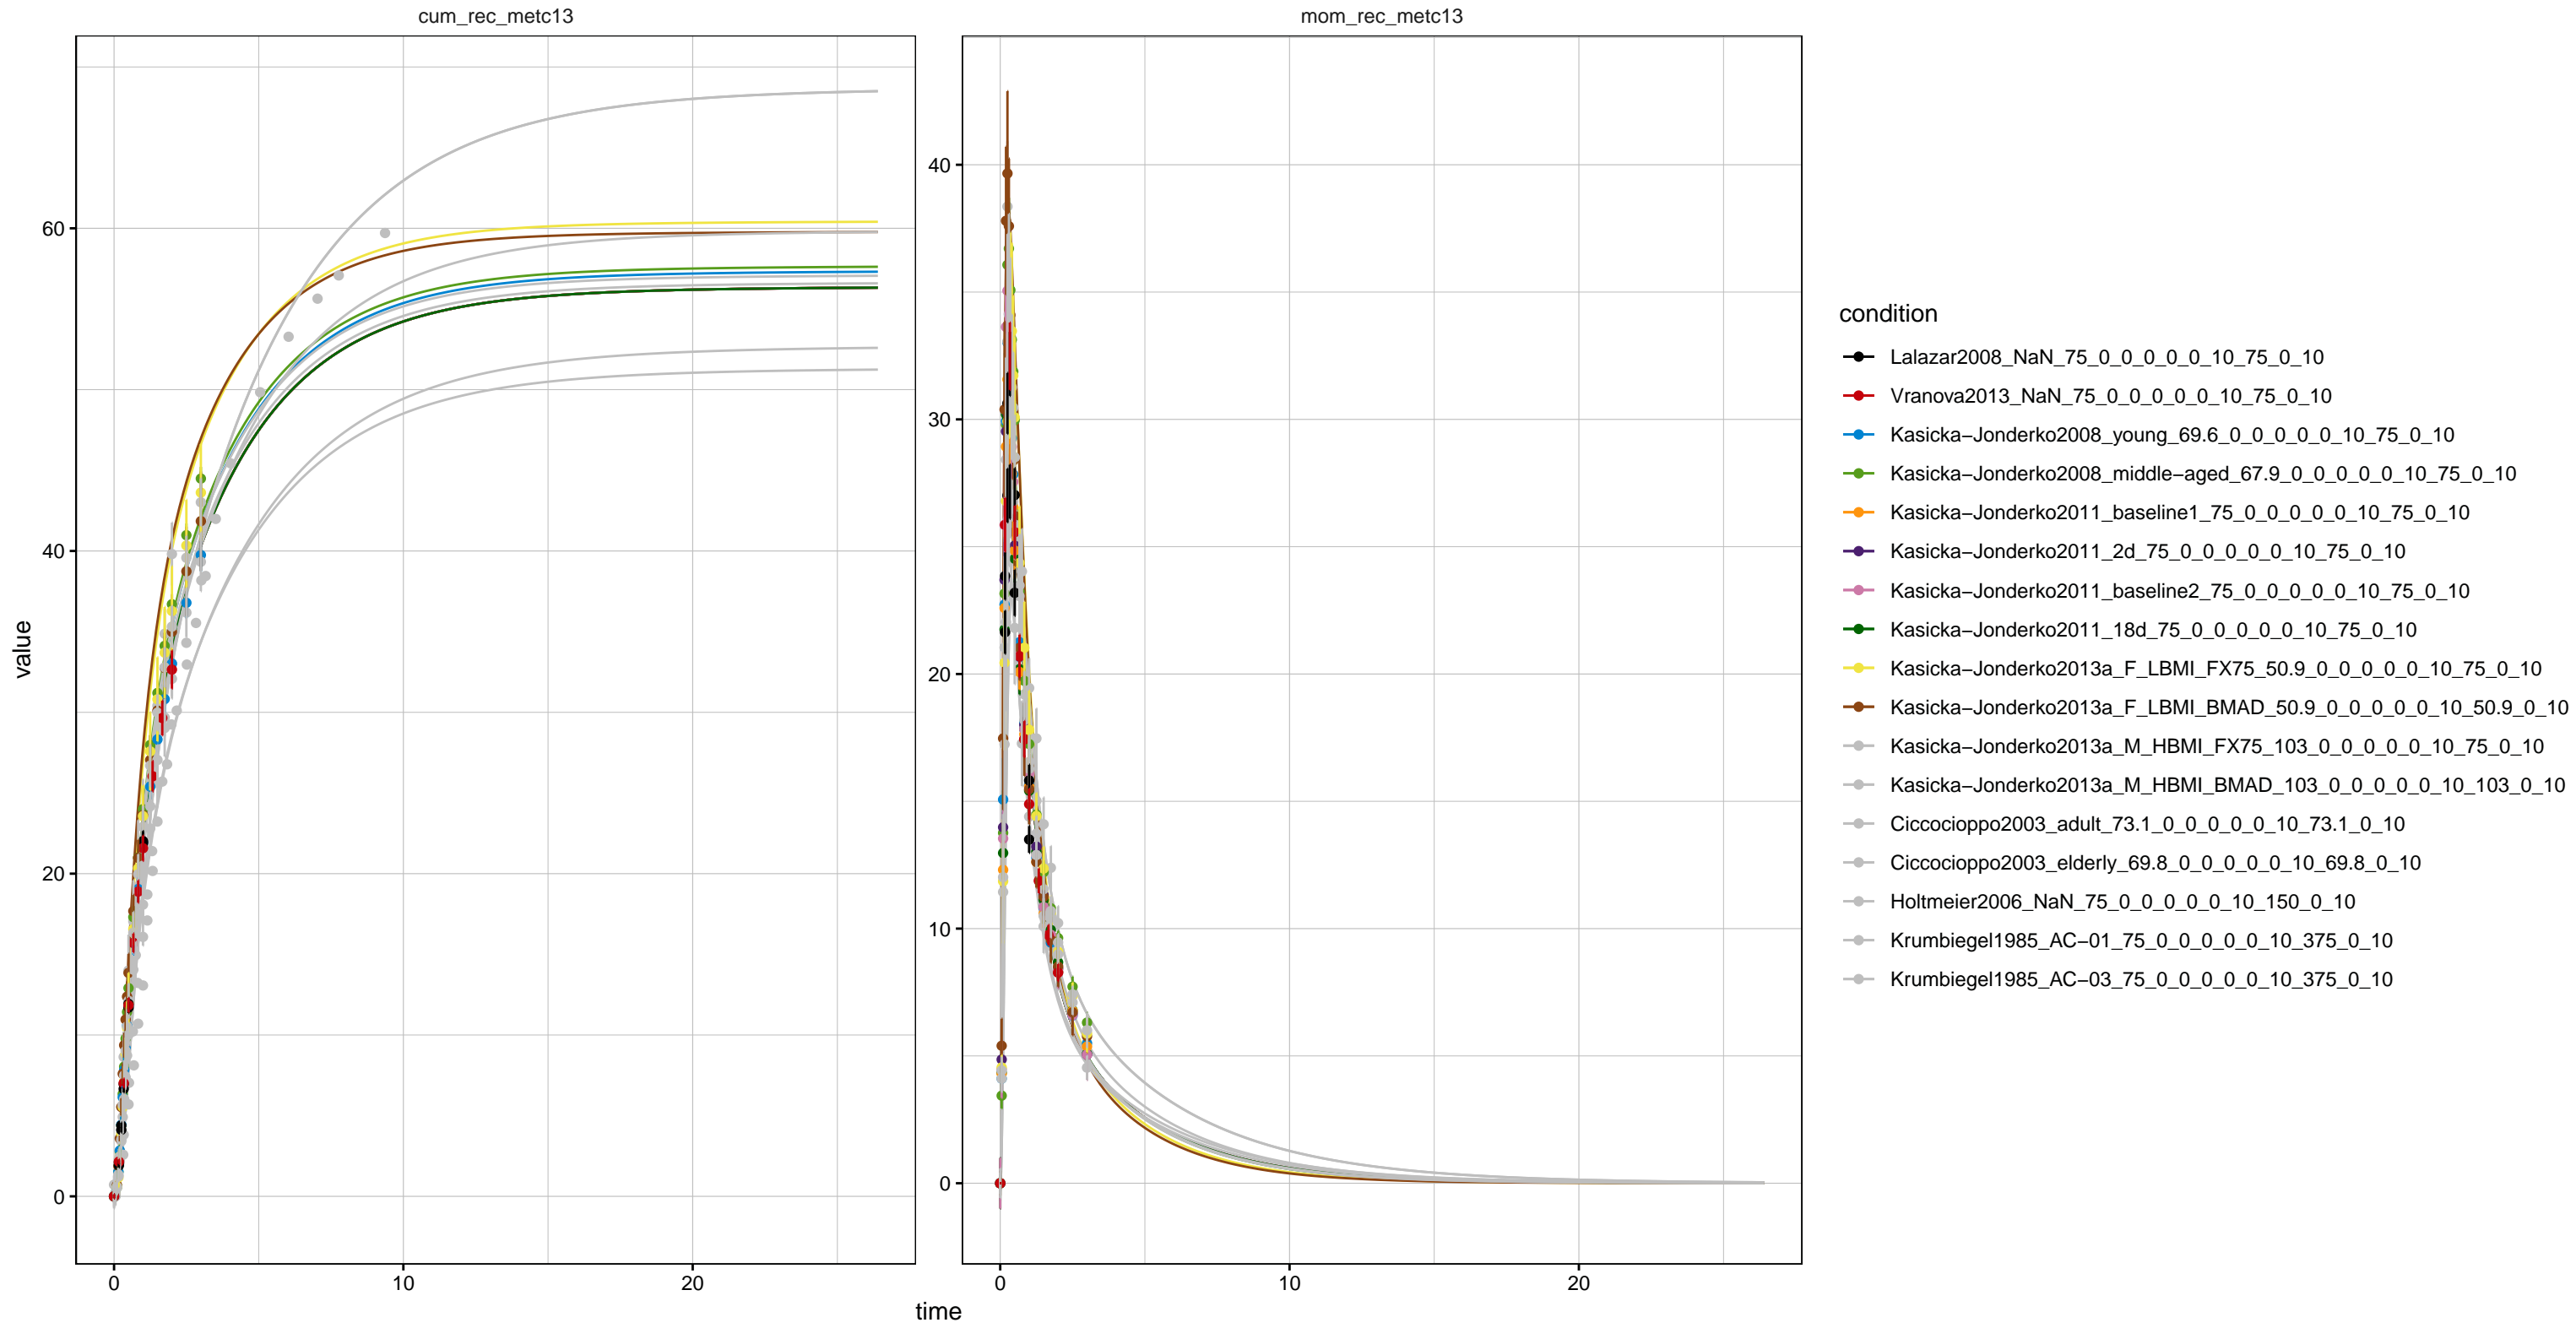 cum_rec_metc13
mom_rec_metc13
value
60
40
20
0
0
10
20
40
30
20
10
0
0
10
20
time
condition
Lalazar2008_NaN_75_0_0_0_0_0_10_75_0_10
Vranova2013_NaN_75_0_0_0_0_0_10_75_0_10
Kasicka−Jonderko2008_young_69.6_0_0_0_0_0_10_75_0_10
Kasicka−Jonderko2008_middle−aged_67.9_0_0_0_0_0_10_75_0_10
Kasicka−Jonderko2011_baseline1_75_0_0_0_0_0_10_75_0_10
Kasicka−Jonderko2011_2d_75_0_0_0_0_0_10_75_0_10
Kasicka−Jonderko2011_baseline2_75_0_0_0_0_0_10_75_0_10
Kasicka−Jonderko2011_18d_75_0_0_0_0_0_10_75_0_10
Kasicka−Jonderko2013a_F_LBMI_FX75_50.9_0_0_0_0_0_10_75_0_10
Kasicka−Jonderko2013a_F_LBMI_BMAD_50.9_0_0_0_0_0_10_50.9_0_10
Kasicka−Jonderko2013a_M_HBMI_FX75_103_0_0_0_0_0_10_75_0_10
Kasicka−Jonderko2013a_M_HBMI_BMAD_103_0_0_0_0_0_10_103_0_10
Ciccocioppo2003_adult_73.1_0_0_0_0_0_10_73.1_0_10
Ciccocioppo2003_elderly_69.8_0_0_0_0_0_10_69.8_0_10
Holtmeier2006_NaN_75_0_0_0_0_0_10_150_0_10
Krumbiegel1985_AC−01_75_0_0_0_0_0_10_375_0_10
Krumbiegel1985_AC−03_75_0_0_0_0_0_10_375_0_10